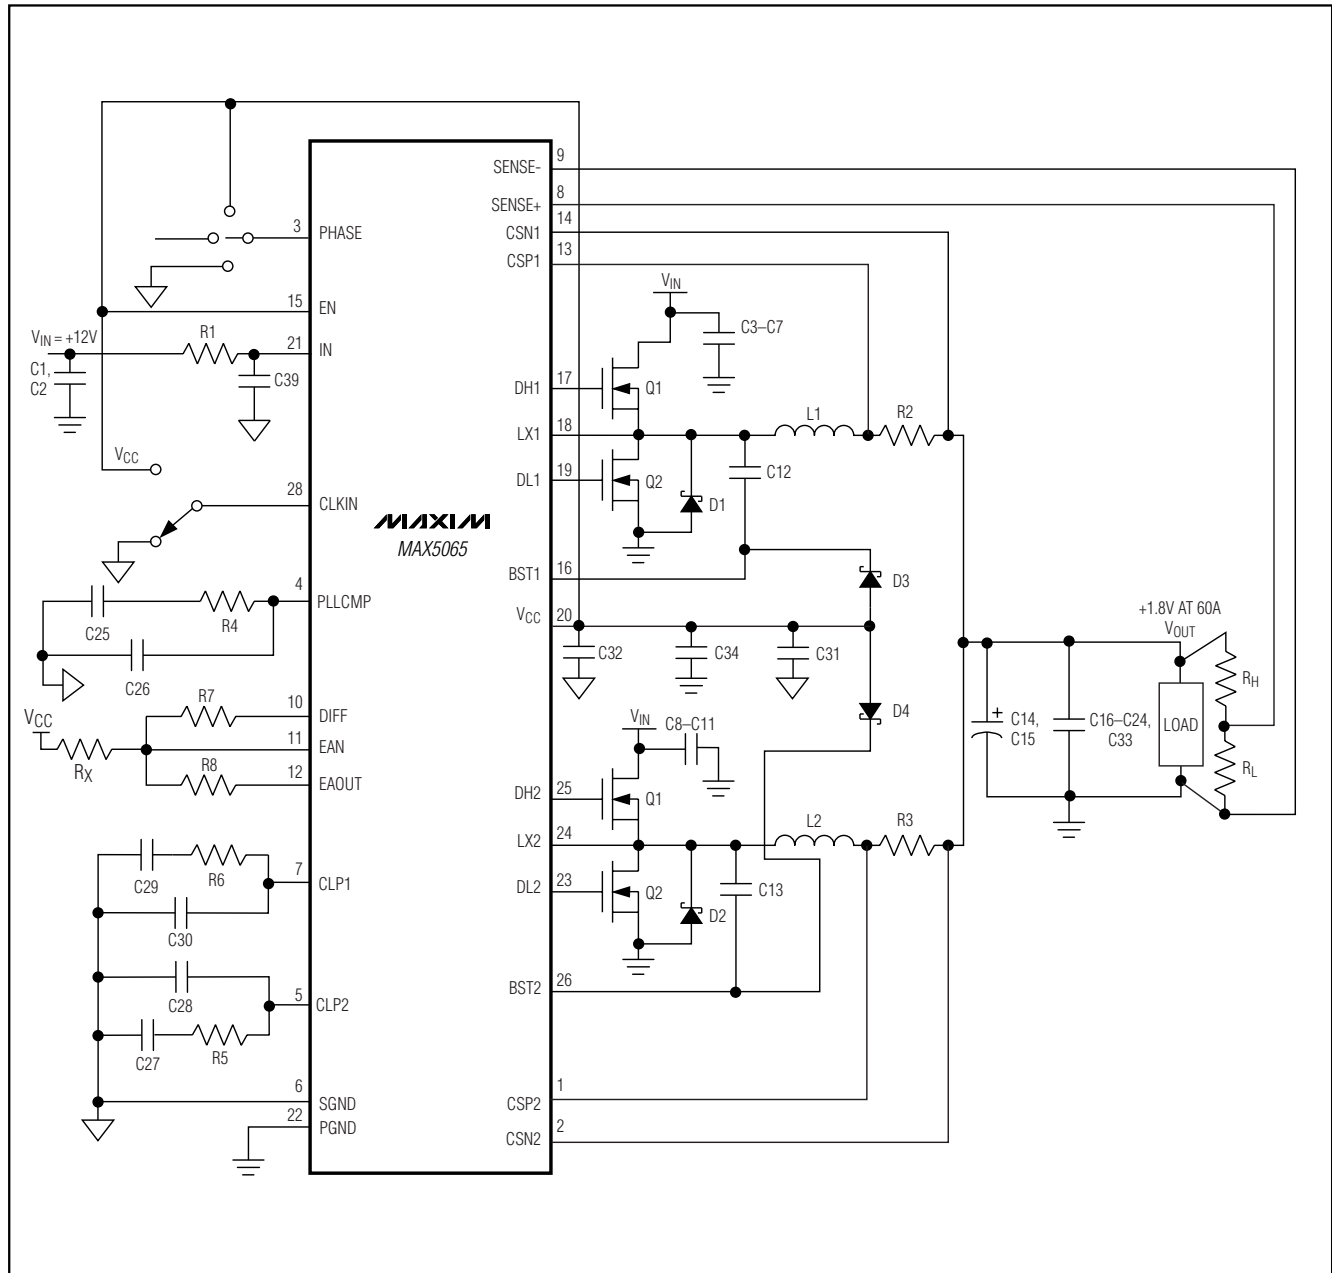 9
SENSE-
8
SENSE+
14
CSN1
13
CSP1
3
PHASE
15
EN
VIN = +12V
R1
21
IN
C1,
C2
C39
VIN
C3–C7
17
DH1
Q1
18
LX1
L1
R2
19
DL1
Q2
D1
C12
VCC
28
CLKIN
MAXIM
MAX5065
16
BST1
D3
4
PLLCMP
C25
R4
C26
VCC
20
C32
C34
C31
+1.8V AT 60A
VOUT
RH
LOAD
RL
C14,
C15
C16–C24,
C33
R7
10
DIFF
VCC
RX
11
EAN
R8
12
EAOUT
VIN
C8–C11
D4
25
DH2
Q1
24
LX2
L2
R3
23
DL2
Q2
D2
C13
C29
R6
7
CLP1
C30
C28
5
CLP2
C27
R5
26
BST2
6
SGND
22
PGND
1
CSP2
2
CSN2